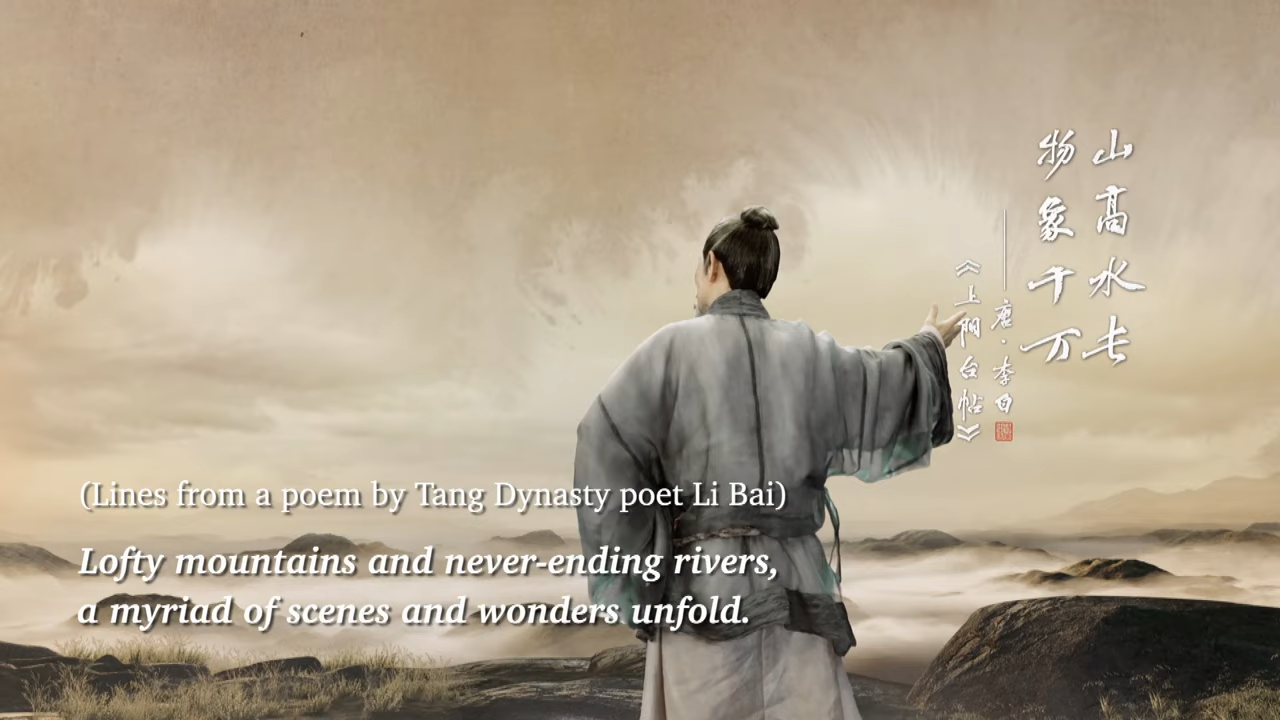 山高水长
物象千万
——唐·李白
《上阳台帖》
(Lines from a poem by Tang Dynasty poet Li Bai)
Lofty mountains and never-ending rivers,
a myriad of scenes and wonders unfold.